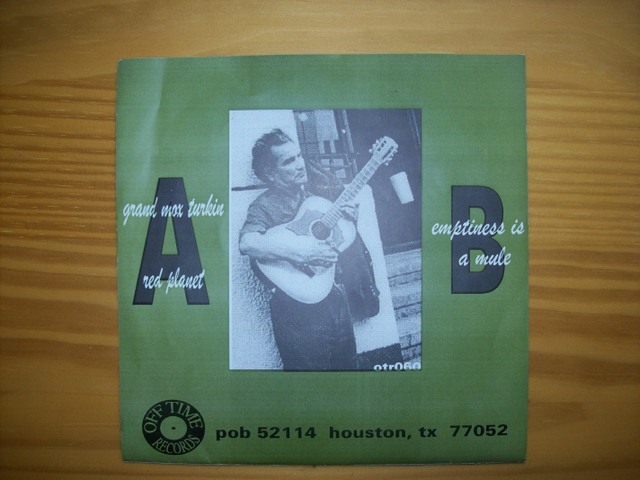 A
grand mox turkin
red planet
B
emptiness is
a mule
otr060
OFF TIME
RECORDS
pob 52114 houston, tx 77052